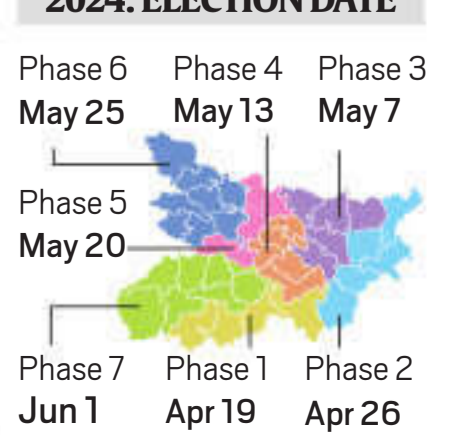 2024: ELECTION DATE
Phase 6
May 25
Phase 4
May 13
Phase 3
May 7
Phase 5
May 20
Phase 7
Jun 1
Phase 1
Apr 19
Phase 2
Apr 26